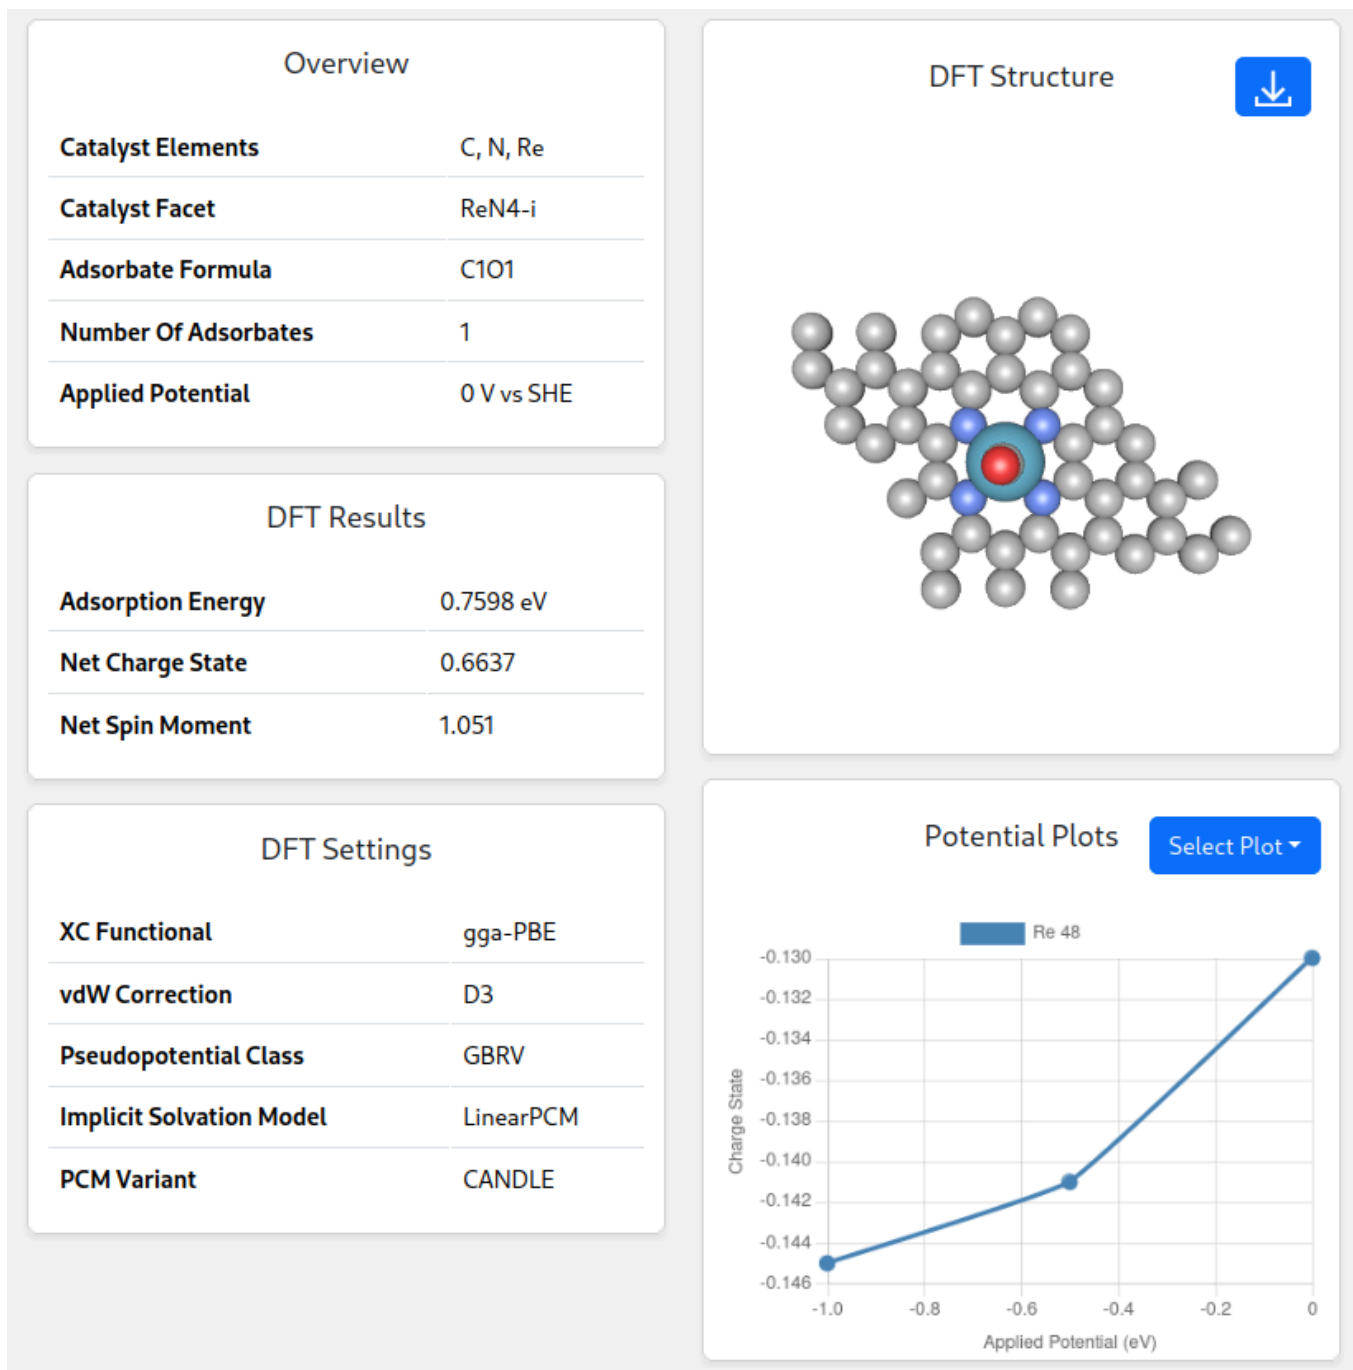 Overview
Catalyst Elements C, N, Re
Catalyst Facet ReN4-i
Adsorbate Formula C1O1
Number Of Adsorbates 1
Applied Potential 0 V vs SHE
DFT Results
Adsorption Energy 0.7598 eV
Net Charge State 0.6637
Net Spin Moment 1.051
DFT Settings
XC Functional gga-PBE
vdW Correction D3
Pseudopotential Class GBRV
Implicit Solvation Model LinearPCM
PCM Variant CANDLE
DFT Structure
Potential Plots
Select Plot
Re 48
-0.130
-0.132
-0.134
-0.136
-0.138
-0.140
-0.142
-0.144
-0.146
Charge State
-1.0 -0.8 -0.6 -0.4 -0.2 0
Applied Potential (eV)